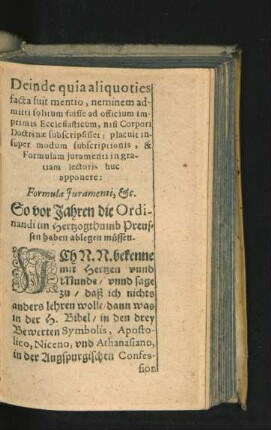 Deinde quia aliquoties
facta fuit mentio, neminem ad-
mitti solitum fuisse ad officium im-
primis Ecclesiasticum, nisi Corpori
Doctrinæ subscripsisset; placuit in-
super modum subscriptionis, &
Formulam juramenti in gra-
tiam lectoris huc
apponere:
Formula Juramenti, &c.
So vor Jahren die Ordi-
nandi im Hertzogthumb Preus-
sen haben ablegen müssen.
ICh N. N. bekenne
mit Hertzen vnnd
Munde / vnnd sage
zu / daß ich nichts
anders lehren wolle / dann was
in der H. Bibel / in den drey
Bewerten Symbolis, Aposto-
lico, Niceno, vnd Athanasiano,
in der Augspurgischen Confes-
sion